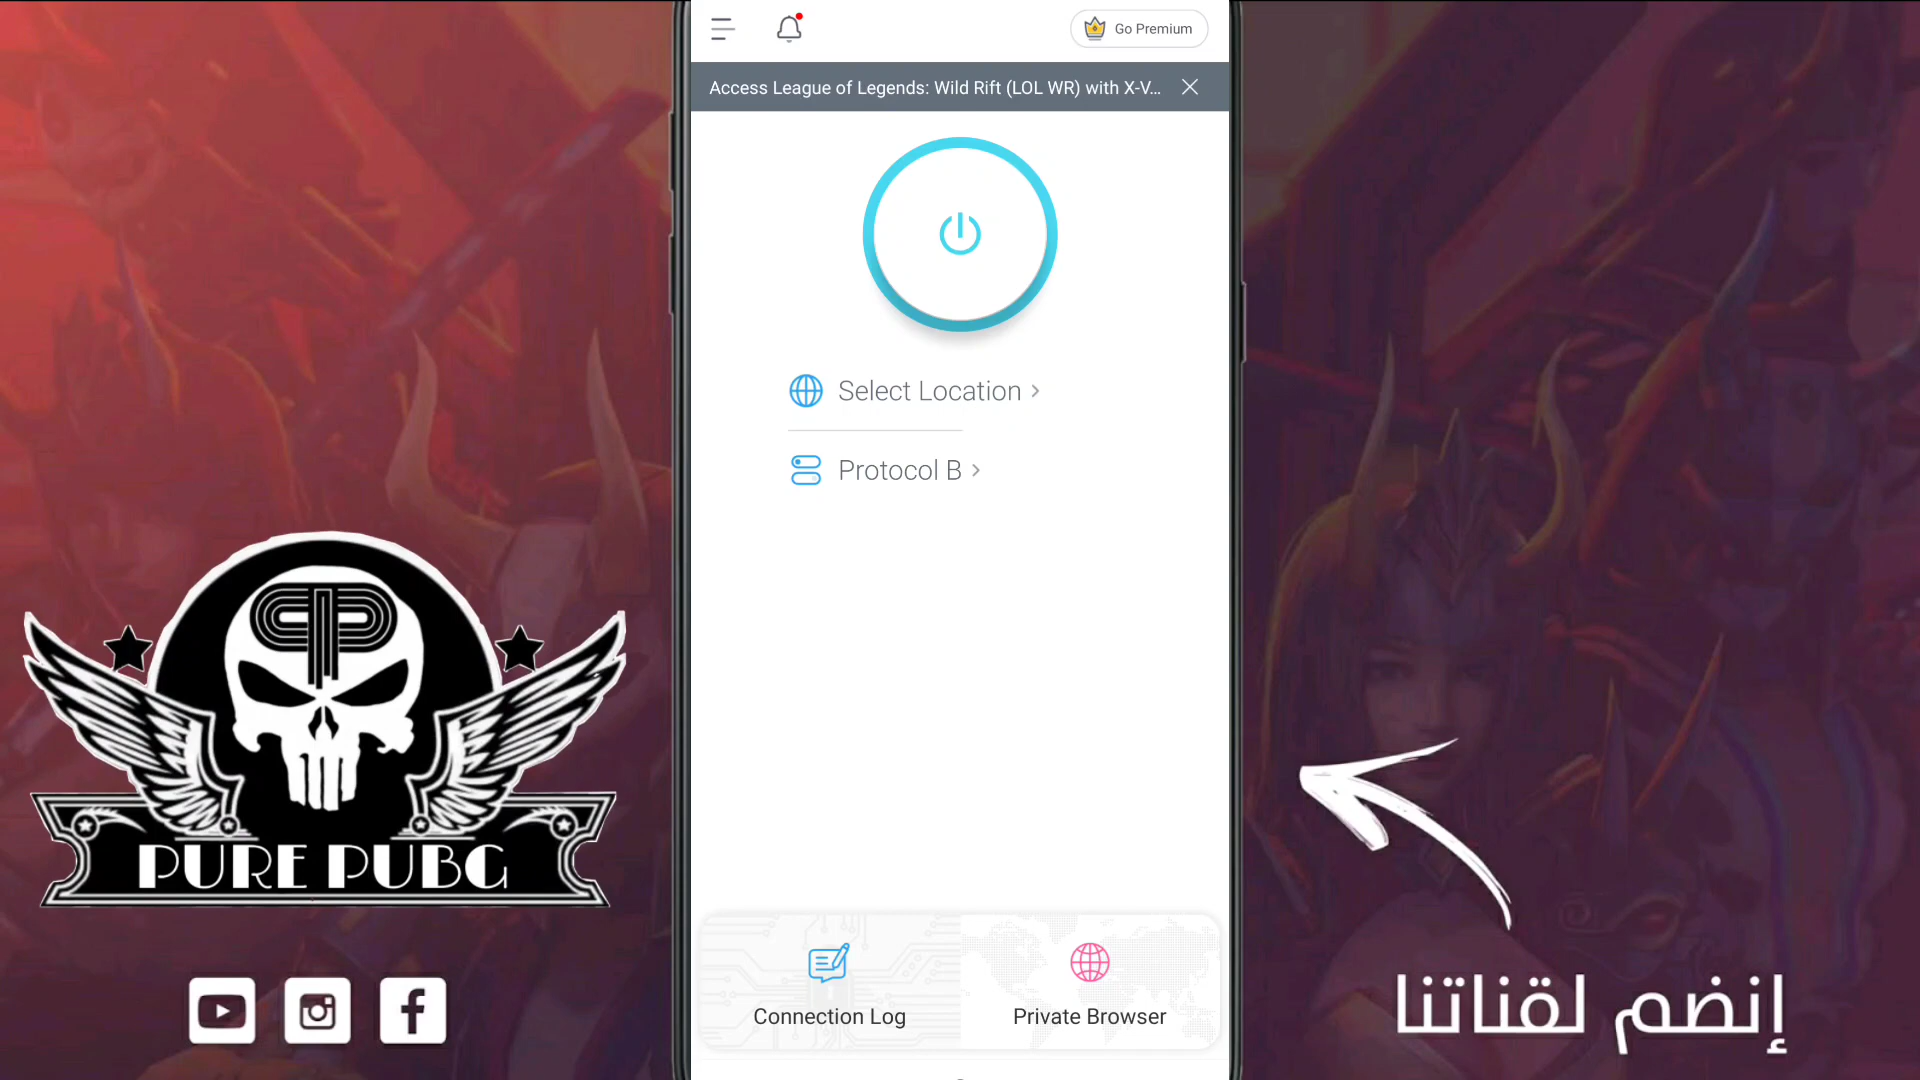 Go Premium
Access League of Legends: Wild Rift (LOL WR) with X-V...
Select Location
Protocol B
PURE PUBG
Connection Log
Private Browser
إنضم لقناتنا